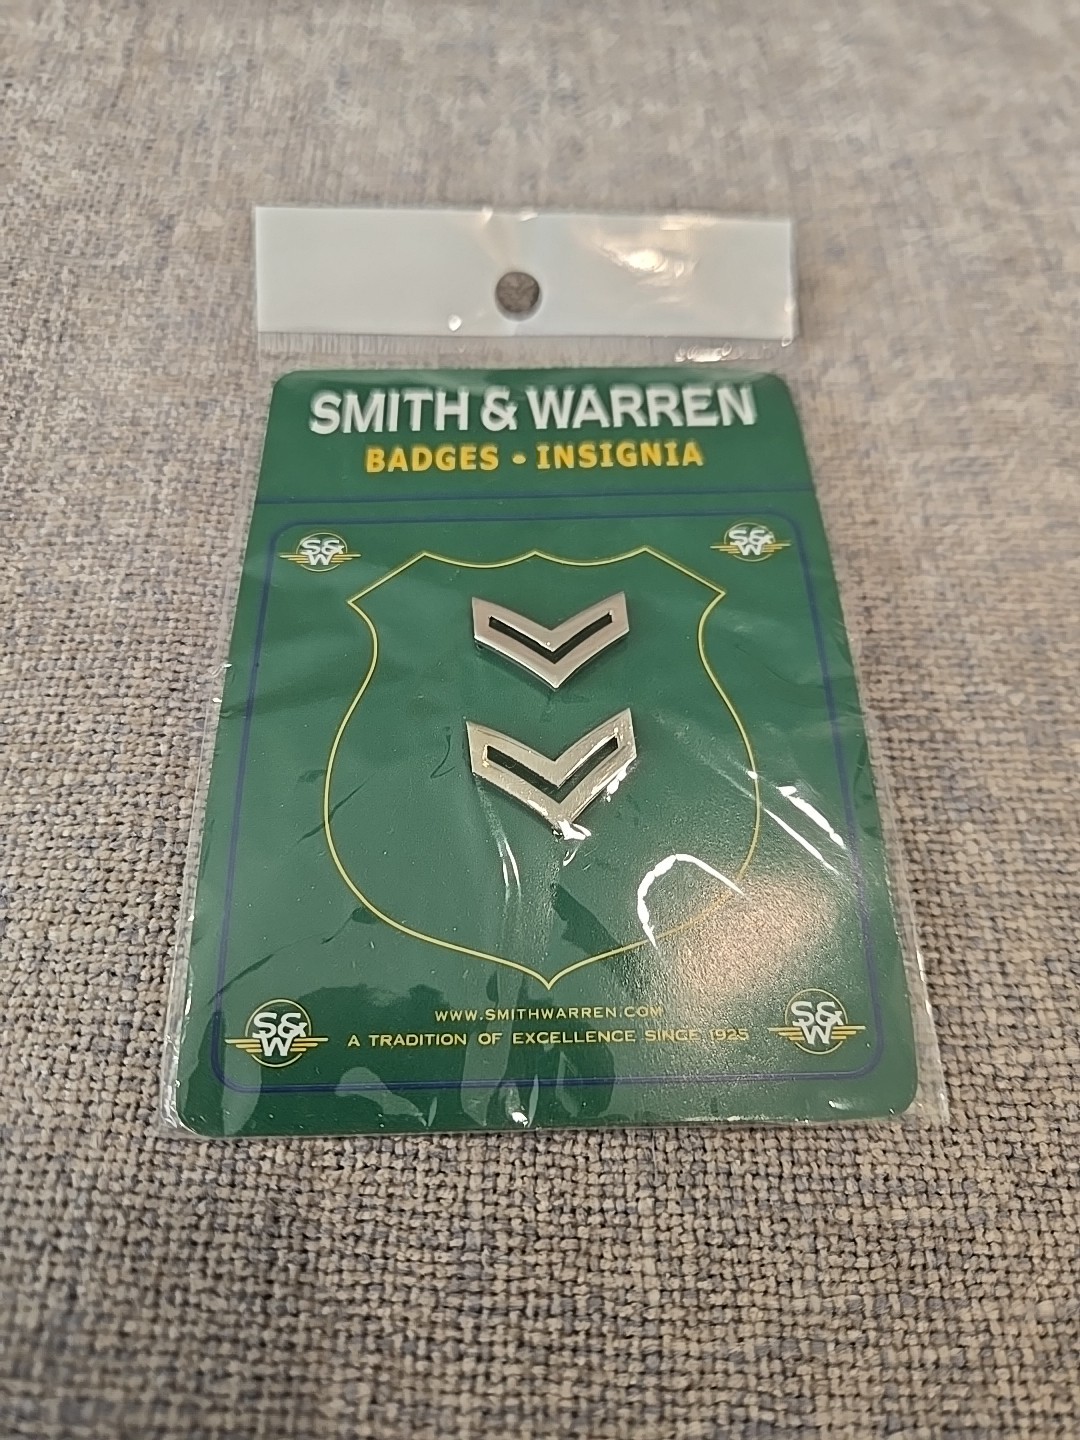 SMITH & WARREN
BADGES • INSIGNIA
S&
W
S&
W
WWW.SMITHWARREN.COM
A TRADITION OF EXCELLENCE SINCE 1925
S&
W
S&
W